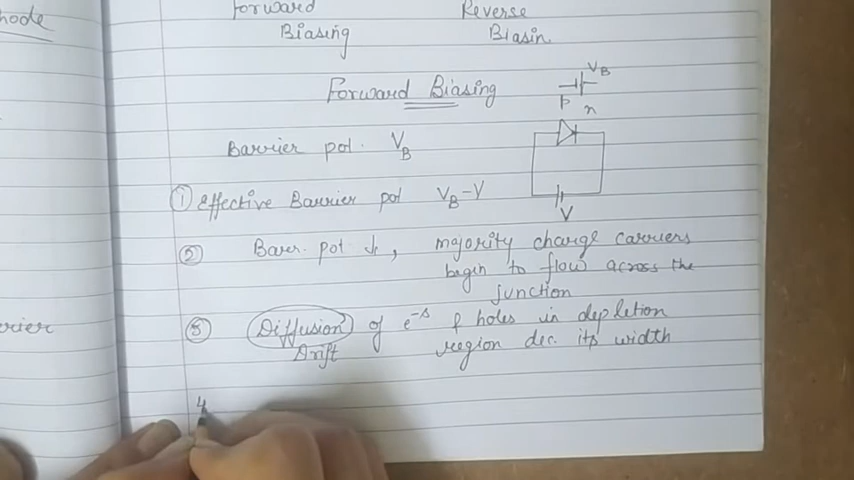 hode
Forward Reverse
Biasing Biasin
Forward Biasing
VB
p n
Barrier pot. VB
① Effective Barrier pot VB-V
V
② Barr. pot ↓, majority charge carriers
begin to flow across the
junction
③ Diffusion of e-s & holes in depletion
Drift region dec. its width
rier
4